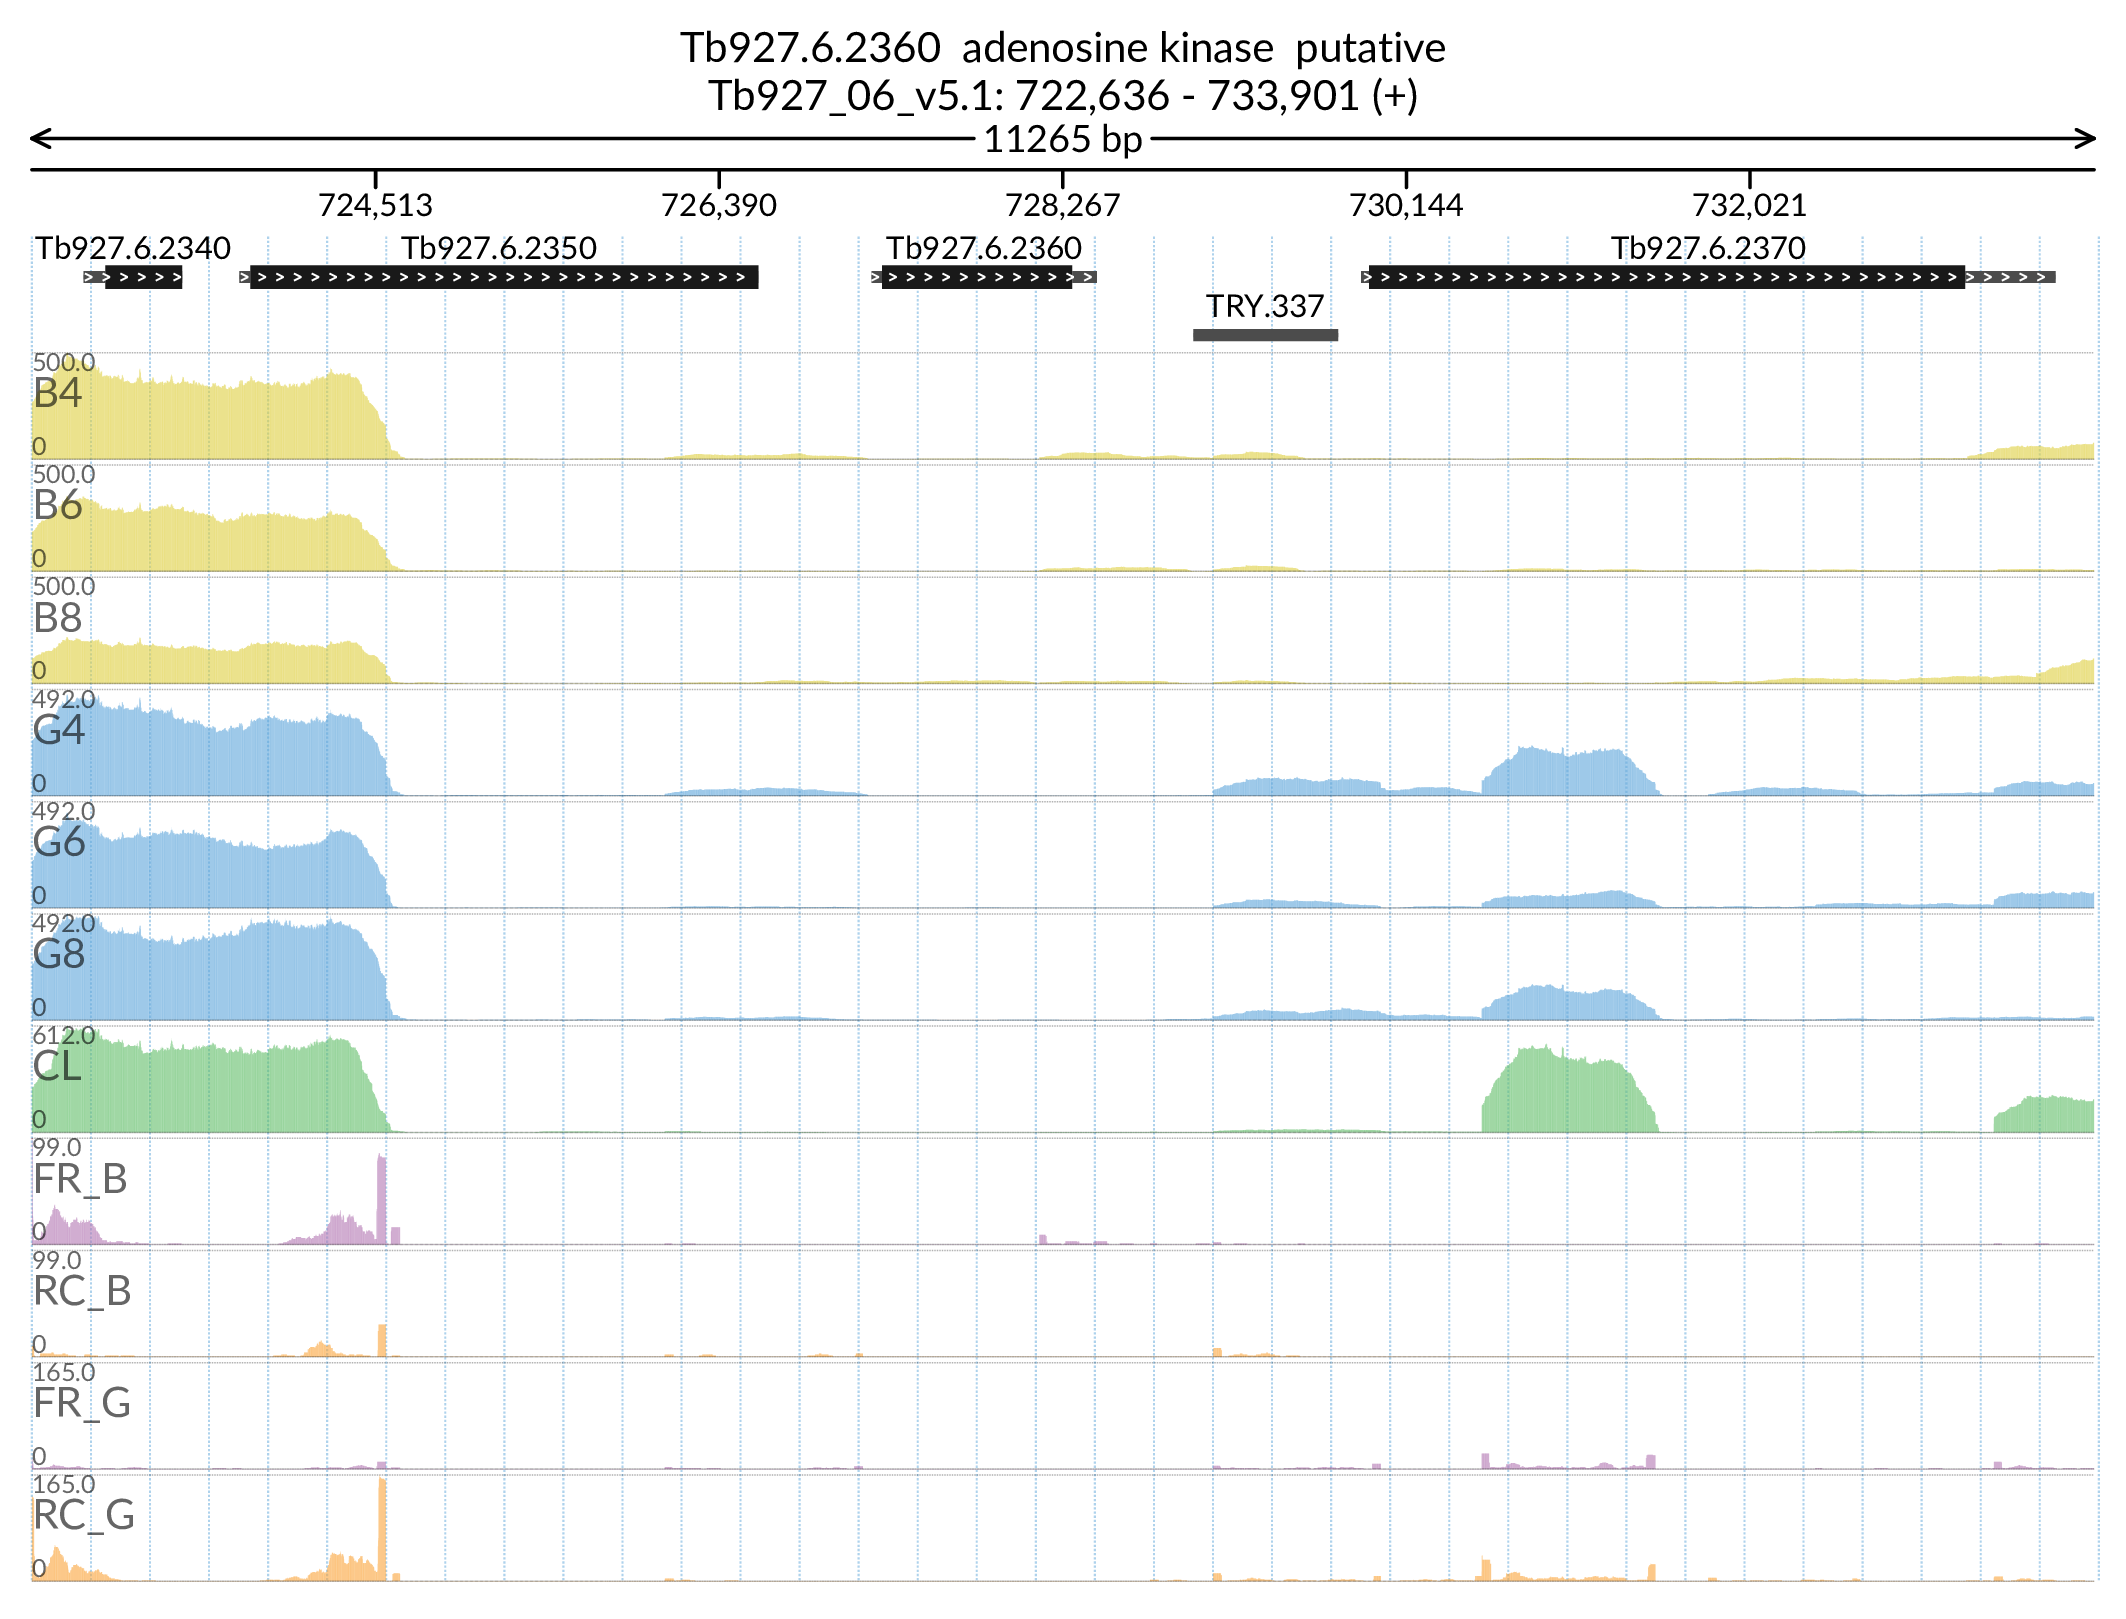 Tb927.6.2360  adenosine kinase  putative
Tb927_06_v5.1: 722,636 - 733,901 (+)
11265 bp
724,513 726,390 728,267 730,144 732,021
Tb927.6.2340 Tb927.6.2350 Tb927.6.2360 Tb927.6.2370
TRY.337
500.0
B4
0
500.0
B6
0
500.0
B8
0
492.0
G4
0
492.0
G6
0
492.0
G8
0
612.0
CL
0
99.0
FR_B
0
99.0
RC_B
0
165.0
FR_G
0
165.0
RC_G
0